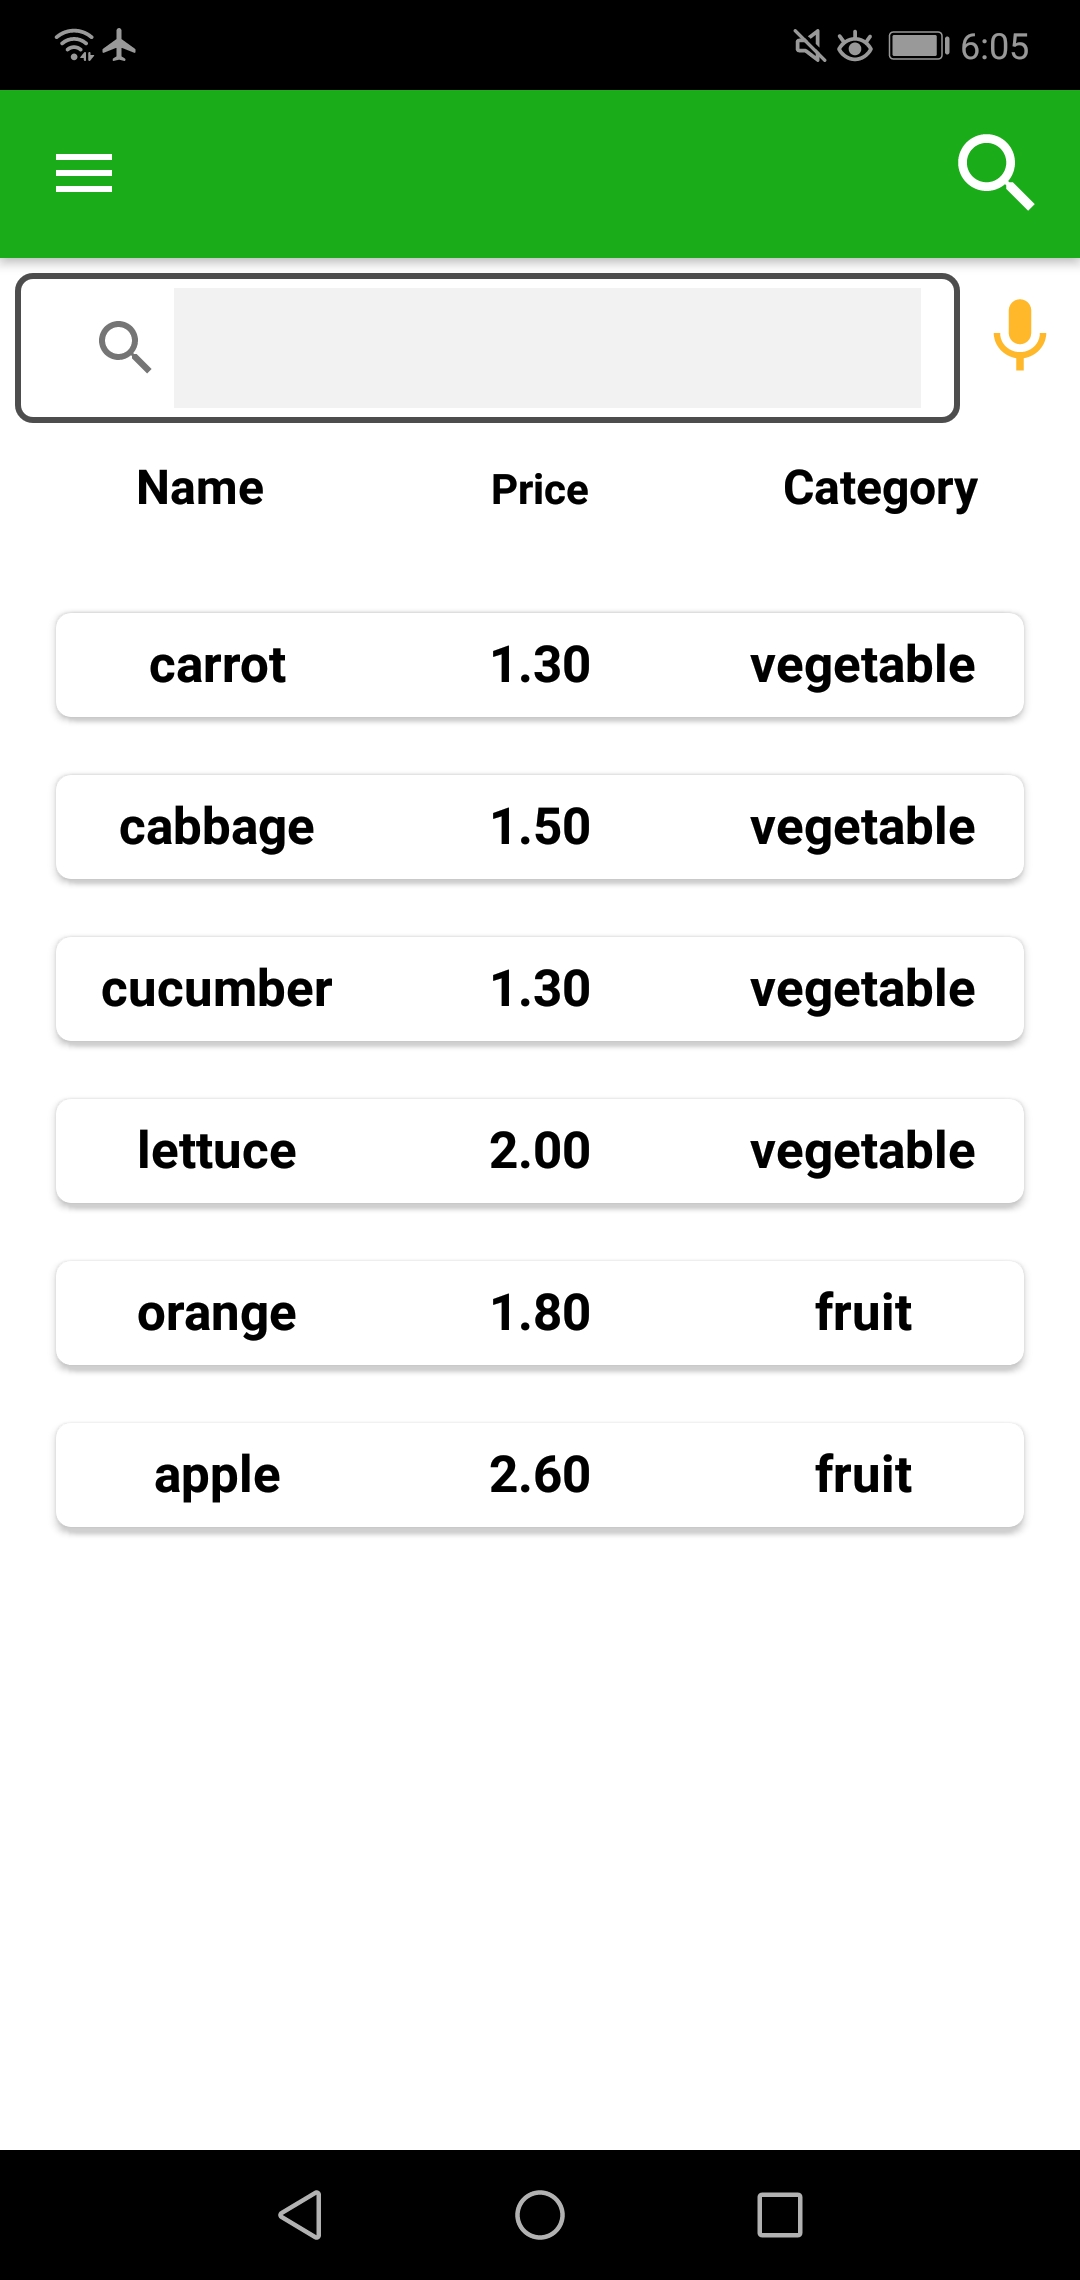 6:05
Name Price Category
carrot 1.30 vegetable
cabbage 1.50 vegetable
cucumber 1.30 vegetable
lettuce 2.00 vegetable
orange 1.80 fruit
apple 2.60 fruit